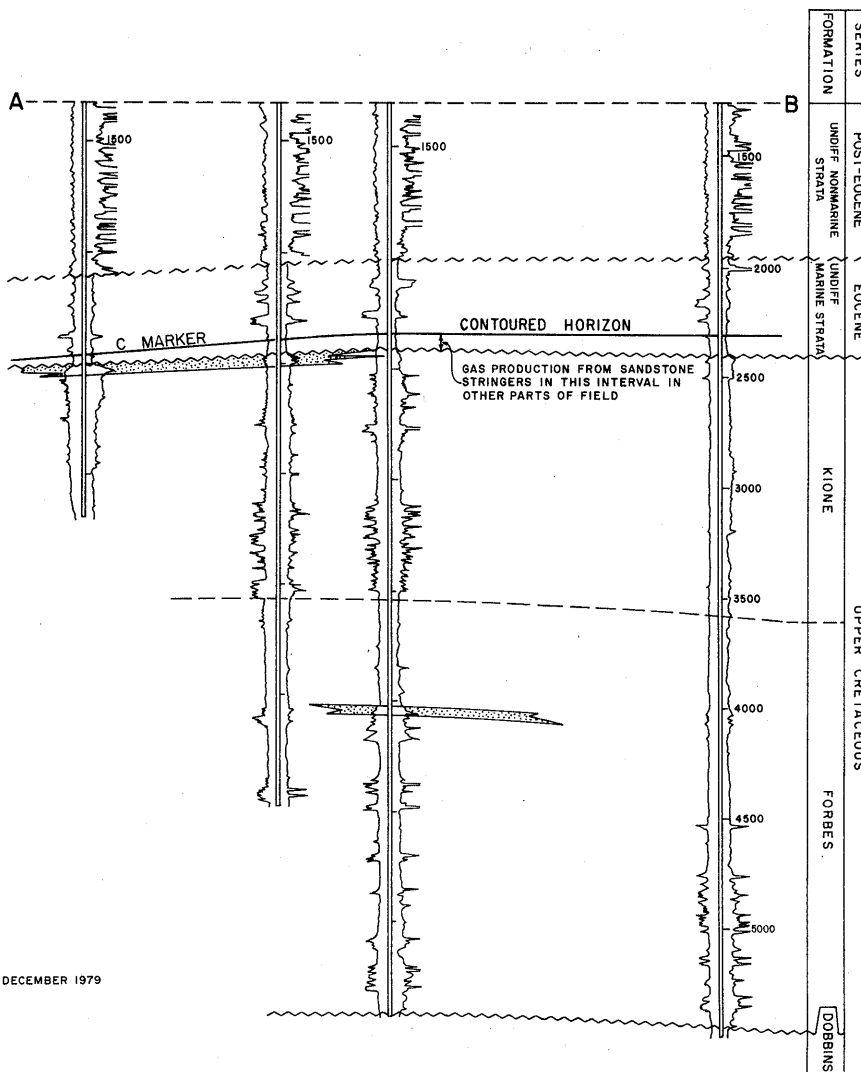 FORMATION
SERIES
A
B
1500
1500
1500
1500
UNDIFF NONMARINE
STRATA
POST-EOCENE
2000
UNDIFF
MARINE STRATA
EOCENE
C MARKER
CONTOURED HORIZON
GAS PRODUCTION FROM SANDSTONE
STRINGERS IN THIS INTERVAL IN
OTHER PARTS OF FIELD
2500
KIONE
3000
3500
UPPER CRETACEOUS
4000
FORBES
4500
5000
DECEMBER 1979
DOBBINS